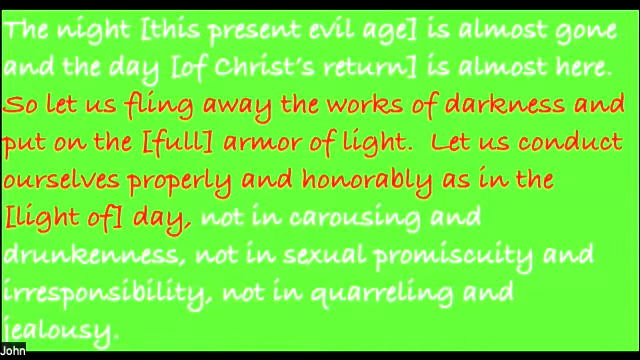 The night [this present evil age] is almost gone
and the day [of Christ's return] is almost here.
So let us fling away the works of darkness and
put on the [full] armor of light.  Let us conduct
ourselves properly and honorably as in the
[light of] day, not in carousing and
drunkenness, not in sexual promiscuity and
irresponsibility, not in quarreling and
jealousy.
John